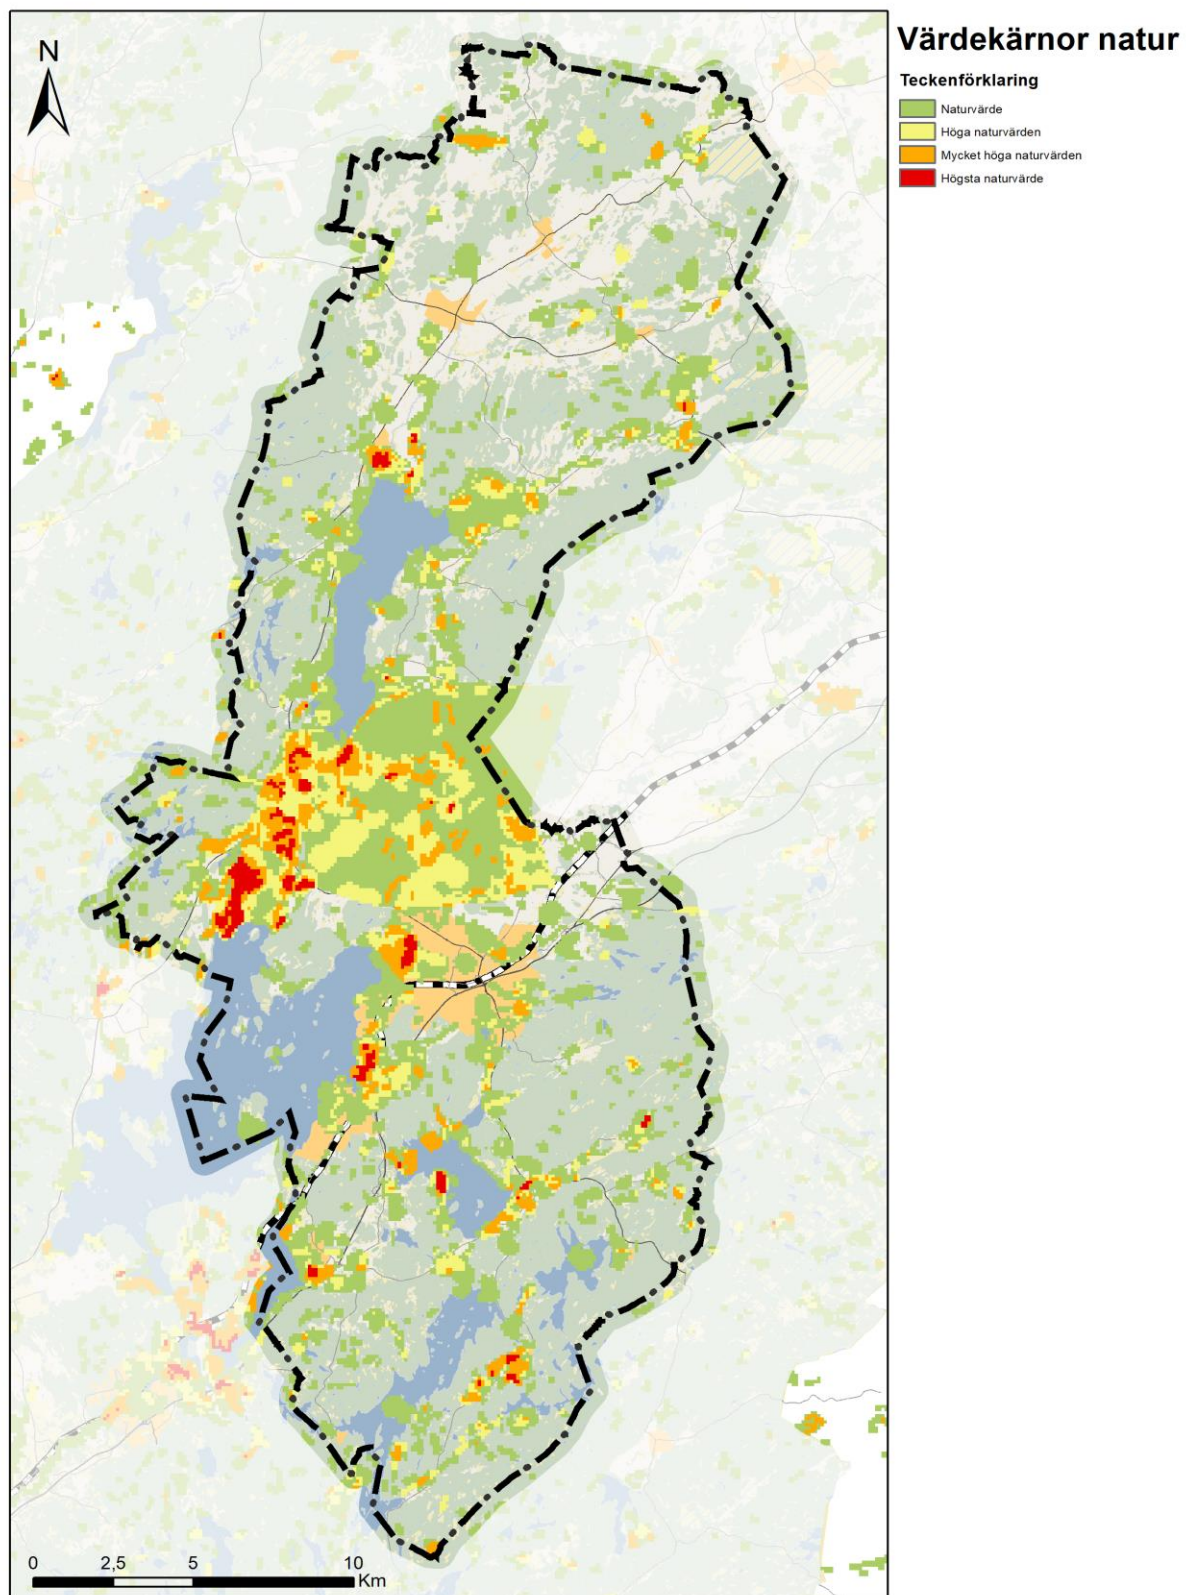 Värdekärnor natur
Teckenförklaring
Naturvärde
Höga naturvärden
Mycket höga naturvärden
Högsta naturvärde
N
0 2,5 5 10
Km